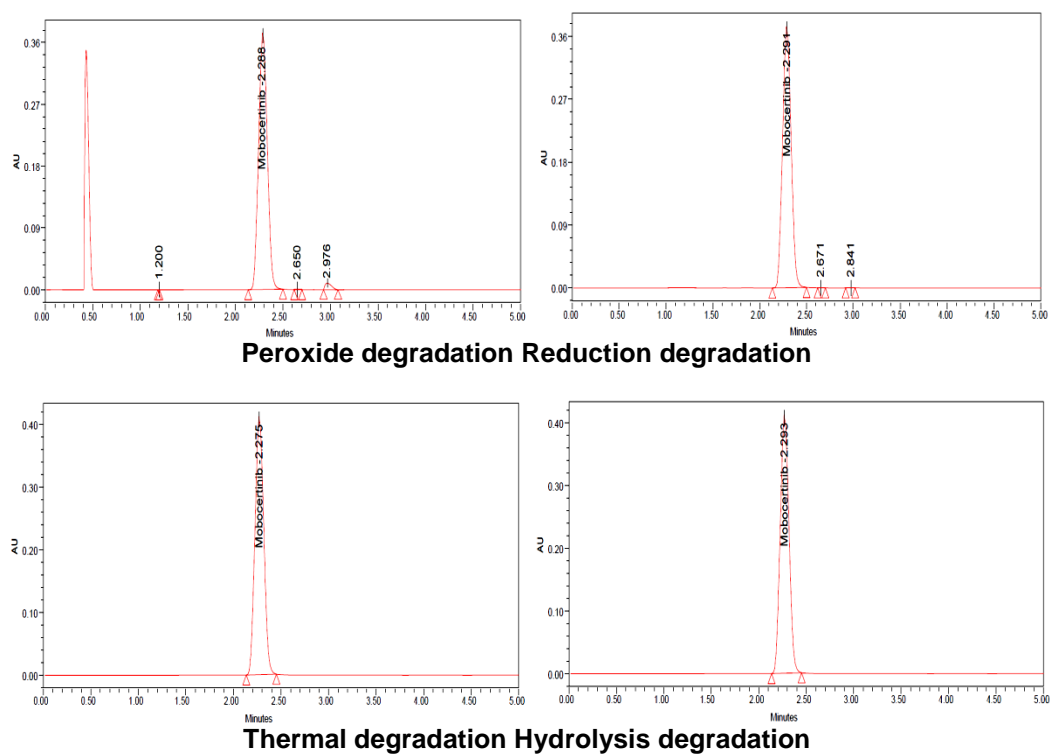 0.36
0.27
0.18
0.09
0.00
AU
Mobocertinib -2.288
1.200
2.650
2.976
0.00 0.50 1.00 1.50 2.00 2.50 3.00 3.50 4.00 4.50 5.00
Minutes
0.36
0.27
0.18
0.09
0.00
AU
Mobocertinib -2.291
2.671
2.841
0.00 0.50 1.00 1.50 2.00 2.50 3.00 3.50 4.00 4.50 5.00
Minutes
Peroxide degradation Reduction degradation
0.40
0.30
0.20
0.10
0.00
AU
Mobocertinib -2.275
0.00 0.50 1.00 1.50 2.00 2.50 3.00 3.50 4.00 4.50 5.00
Minutes
0.40
0.30
0.20
0.10
0.00
AU
Mobocertinib -2.293
0.00 0.50 1.00 1.50 2.00 2.50 3.00 3.50 4.00 4.50 5.00
Minutes
Thermal degradation Hydrolysis degradation